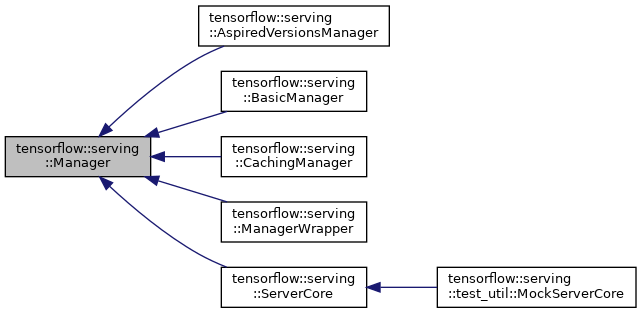 tensorflow::serving
::AspiredVersionsManager
tensorflow::serving
::BasicManager
tensorflow::serving
::Manager
tensorflow::serving
::CachingManager
tensorflow::serving
::ManagerWrapper
tensorflow::serving
::ServerCore
tensorflow::serving
::test_util::MockServerCore